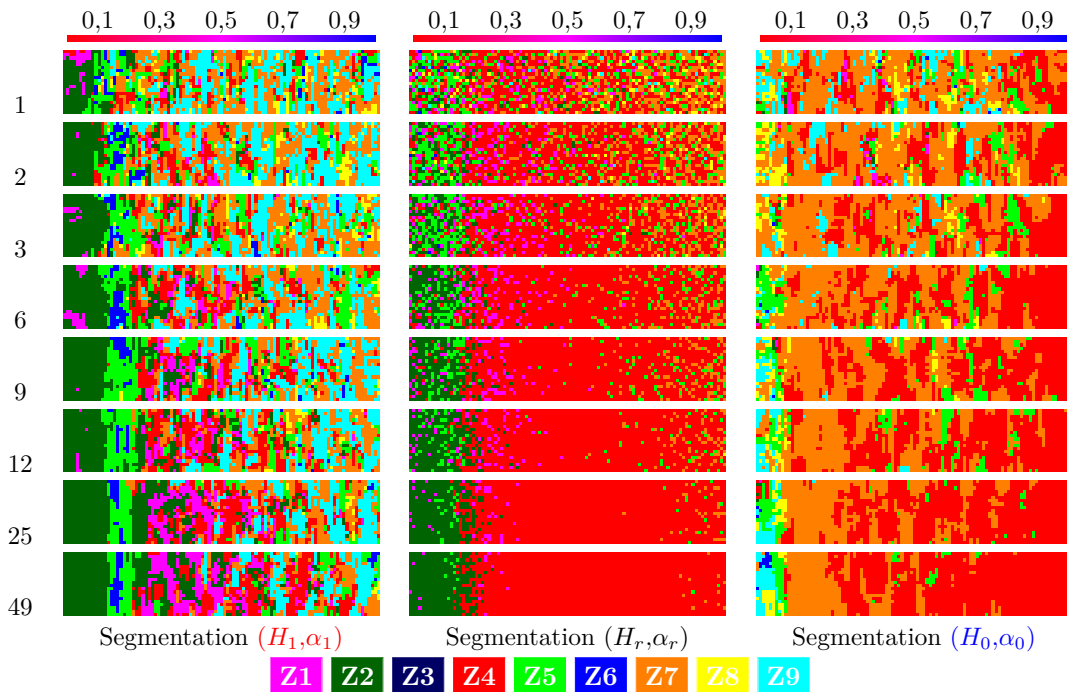 0,1 0,3 0,5 0,7 0,9 0,1 0,3 0,5 0,7 0,9 0,1 0,3 0,5 0,7 0,9
1
2
3
6
9
12
25
49
Segmentation (H₁,α₁) Segmentation (Hᵣ,αᵣ) Segmentation (H₀,α₀)
Z1 Z2 Z3 Z4 Z5 Z6 Z7 Z8 Z9